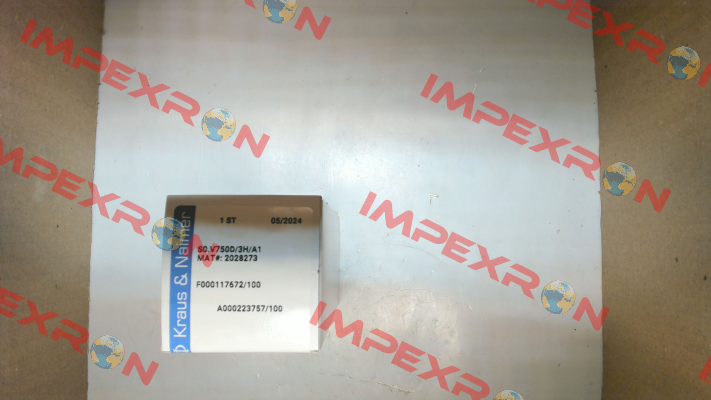 IMPEXRON
IMPEXRON
IMPEXRON
IMPEXRON
IMPEXRON
IMPEXRON
IMPEXRON
1 ST 05/2024
S0.V750D/3H/A1
MAT#: 2028273
F000117672/100
A000223757/100
Kraus & Naimer